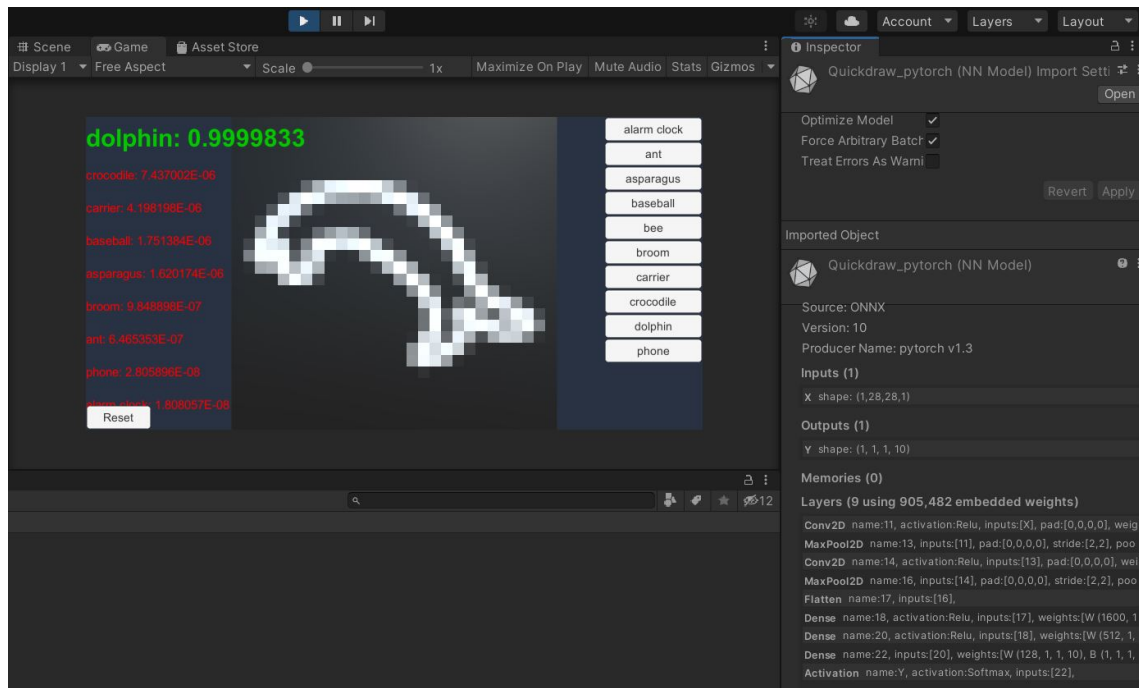 Account Layers Layout
Scene Game Asset Store
Display 1 Free Aspect Scale 1x Maximize On Play Mute Audio Stats Gizmos
dolphin: 0.9999833
crocodile: 7.437002E-06
carrier: 4.198198E-06
baseball: 1.751384E-06
asparagus: 1.620174E-06
broom: 9.848898E-07
ant: 6.465353E-07
phone: 2.805896E-08
alarm clock: 1.808057E-08
Reset
alarm clock
ant
asparagus
baseball
bee
broom
carrier
crocodile
dolphin
phone
12
Inspector
Quickdraw_pytorch (NN Model) Import Setti
Open
Optimize Model
Force Arbitrary Batch
Treat Errors As Warni
Revert Apply
Imported Object
Quickdraw_pytorch (NN Model)
Source: ONNX
Version: 10
Producer Name: pytorch v1.3
Inputs (1)
X shape: (1,28,28,1)
Outputs (1)
Y shape: (1, 1, 1, 10)
Memories (0)
Layers (9 using 905,482 embedded weights)
Conv2D name:11, activation:Relu, inputs:[X], pad:[0,0,0,0], weig
MaxPool2D name:13, inputs:[11], pad:[0,0,0,0], stride:[2,2], poo
Conv2D name:14, activation:Relu, inputs:[13], pad:[0,0,0,0], wei
MaxPool2D name:16, inputs:[14], pad:[0,0,0,0], stride:[2,2], poo
Flatten name:17, inputs:[16],
Dense name:18, activation:Relu, inputs:[17], weights:[W (1600, 1
Dense name:20, activation:Relu, inputs:[18], weights:[W (512, 1,
Dense name:22, inputs:[20], weights:[W (128, 1, 1, 10), B (1, 1, 1,
Activation name:Y, activation:Softmax, inputs:[22],